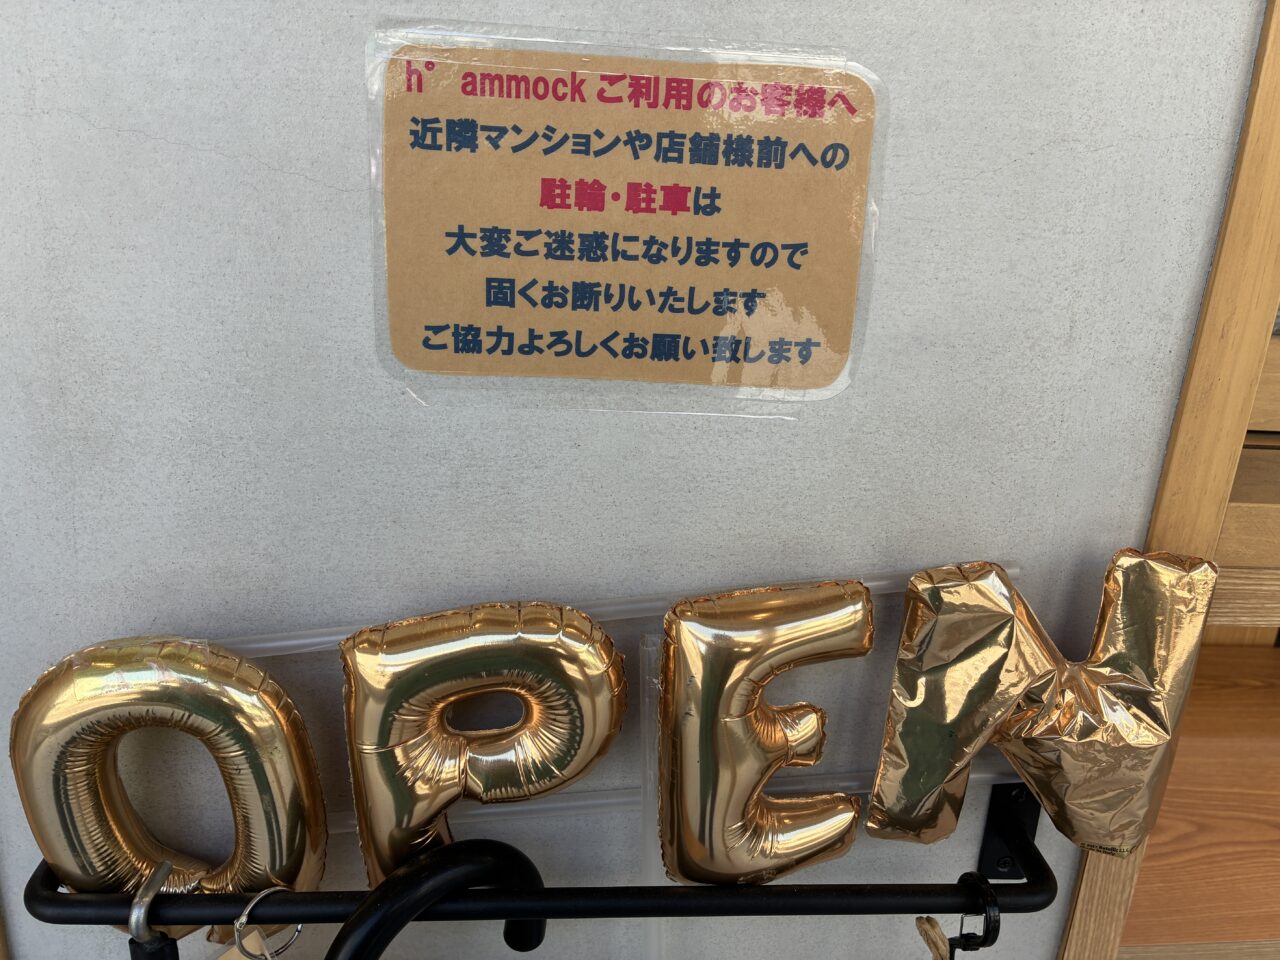 h° ammock ご利用のお客様へ
近隣マンションや店舗様前への
駐輪・駐車は
大変ご迷惑になりますので
固くお断りいたします
ご協力よろしくお願い致します
OPEN